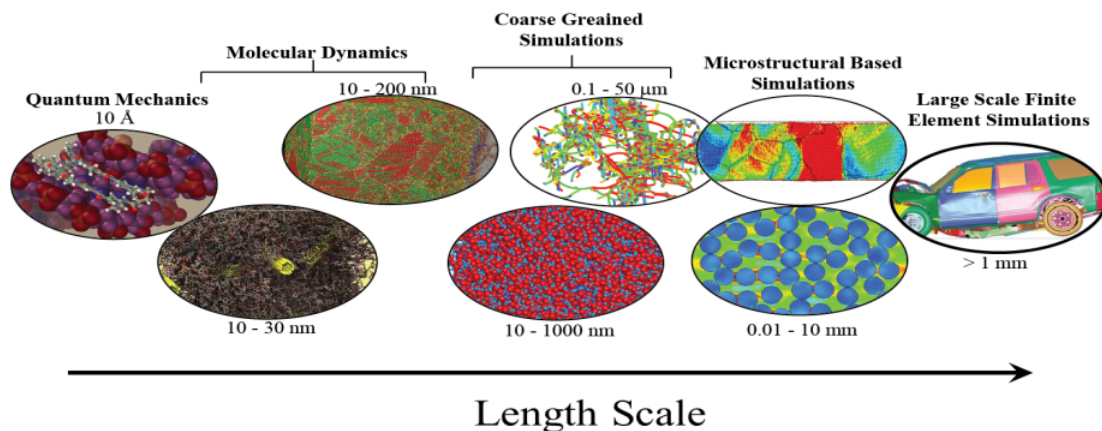 Quantum Mechanics
10 Å
Molecular Dynamics
10 - 200 nm
10 - 30 nm
Coarse Greained
Simulations
0.1 - 50 μm
10 - 1000 nm
Microstructural Based
Simulations
0.01 - 10 mm
Large Scale Finite
Element Simulations
> 1 mm
Length Scale